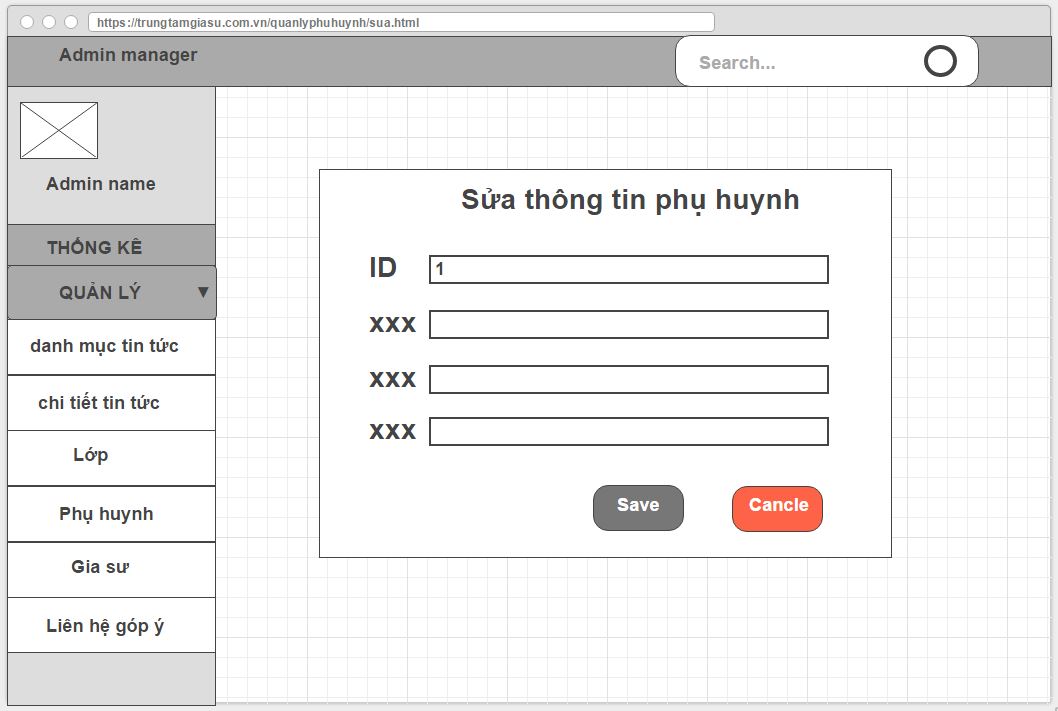 https://trungtamgiasu.com.vn/quanlyphuhuynh/sua.html
Admin manager
Search...
Admin name
THỐNG KÊ
QUẢN LÝ ▼
danh mục tin tức
chi tiết tin tức
Lớp
Phụ huynh
Gia sư
Liên hệ góp ý
Sửa thông tin phụ huynh
ID 1
xxx
xxx
xxx
Save Cancle